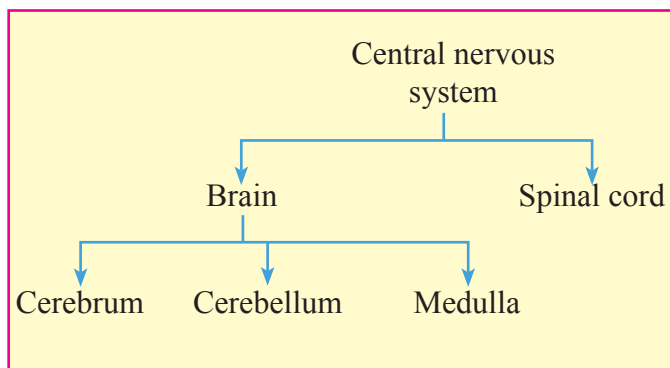 Central nervous
system
Brain
Spinal cord
Cerebrum
Cerebellum
Medulla